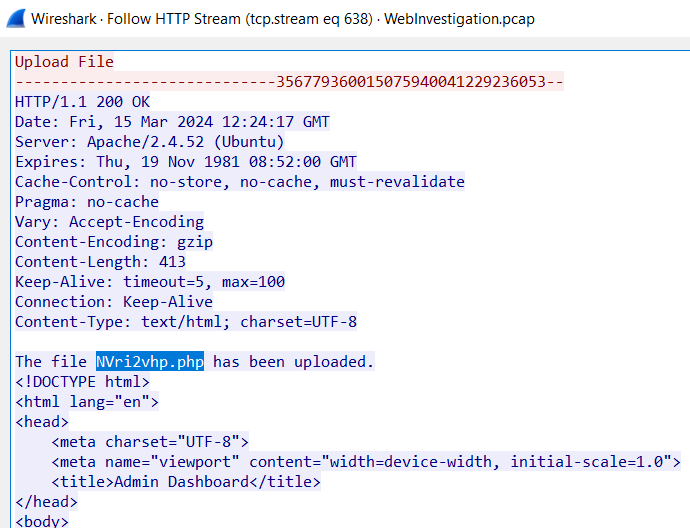 Wireshark · Follow HTTP Stream (tcp.stream eq 638) · WebInvestigation.pcap
Upload File
-----------------------------356779360015075940041229236053--
HTTP/1.1 200 OK
Date: Fri, 15 Mar 2024 12:24:17 GMT
Server: Apache/2.4.52 (Ubuntu)
Expires: Thu, 19 Nov 1981 08:52:00 GMT
Cache-Control: no-store, no-cache, must-revalidate
Pragma: no-cache
Vary: Accept-Encoding
Content-Encoding: gzip
Content-Length: 413
Keep-Alive: timeout=5, max=100
Connection: Keep-Alive
Content-Type: text/html; charset=UTF-8
The file NVri2vhp.php has been uploaded.
<!DOCTYPE html>
<html lang="en">
<head>
    <meta charset="UTF-8">
    <meta name="viewport" content="width=device-width, initial-scale=1.0">
    <title>Admin Dashboard</title>
</head>
<body>